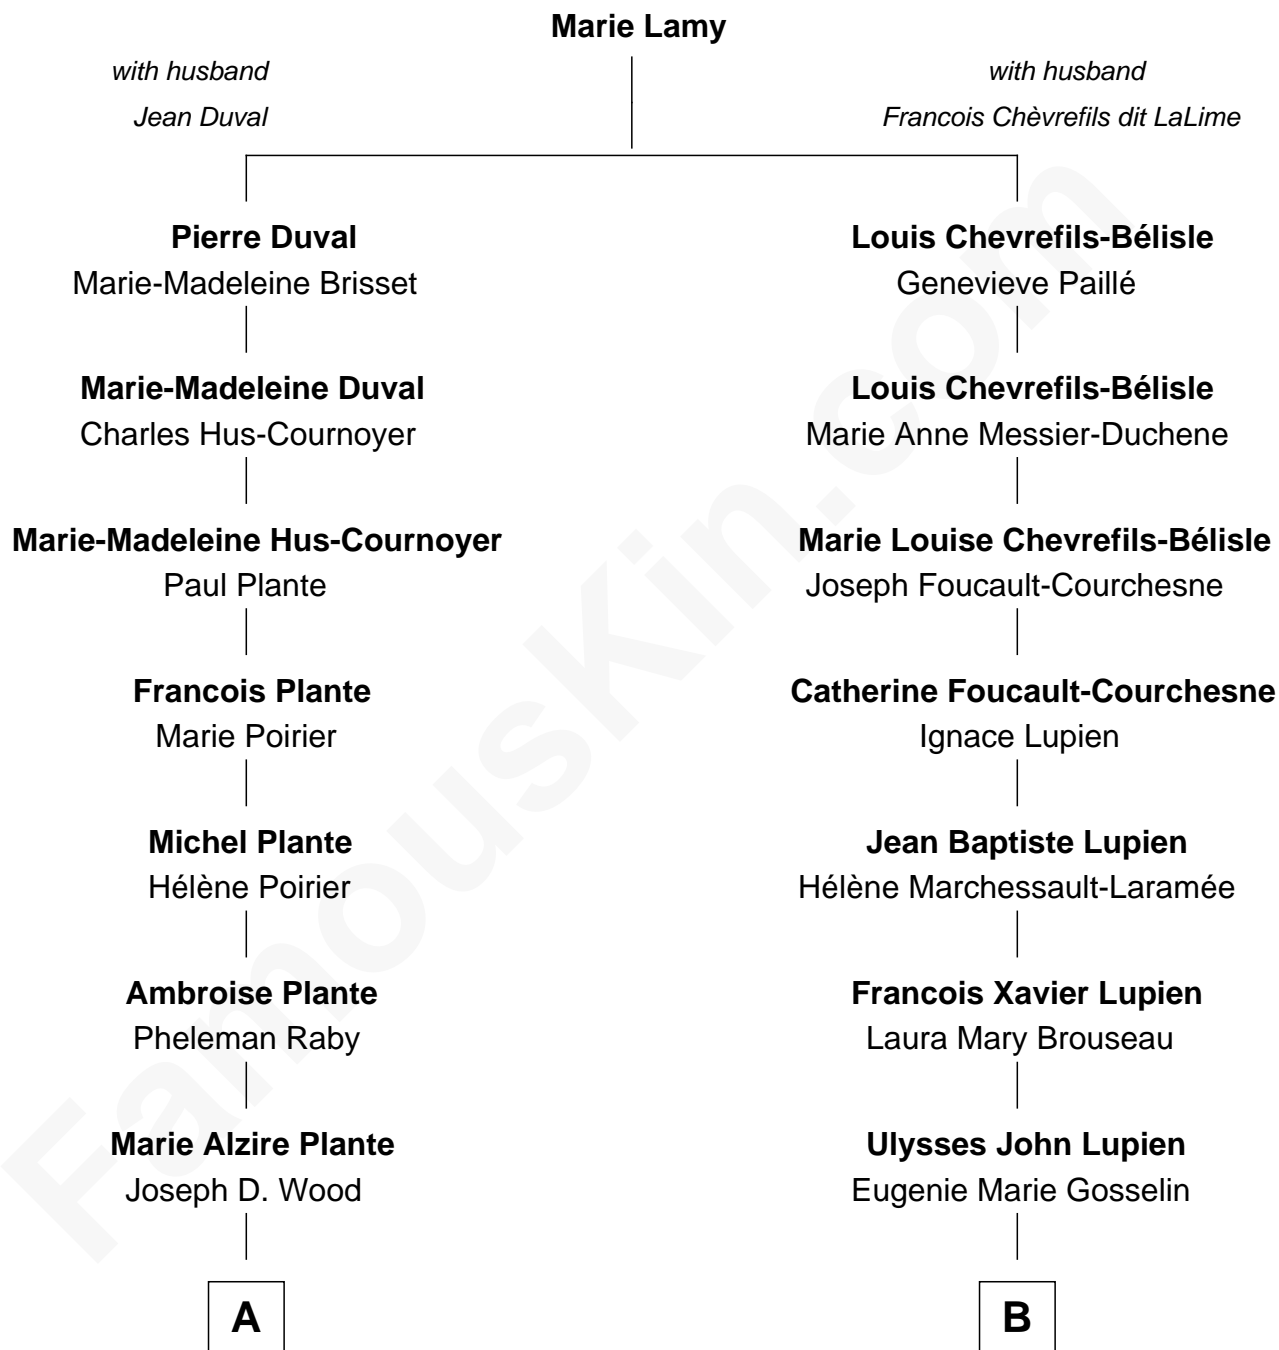 Marie Lamy
with husband
Jean Duval
with husband
Francois Chèvrefils dit LaLime
Pierre Duval
Marie-Madeleine Brisset
Louis Chevrefils-Bélisle
Genevieve Paillé
Marie-Madeleine Duval
Charles Hus-Cournoyer
Louis Chevrefils-Bélisle
Marie Anne Messier-Duchene
Marie-Madeleine Hus-Cournoyer
Paul Plante
Marie Louise Chevrefils-Bélisle
Joseph Foucault-Courchesne
Francois Plante
Marie Poirier
Catherine Foucault-Courchesne
Ignace Lupien
Michel Plante
Hélène Poirier
Jean Baptiste Lupien
Hélène Marchessault-Laramée
Ambroise Plante
Pheleman Raby
Francois Xavier Lupien
Laura Mary Brouseau
Marie Alzire Plante
Joseph D. Wood
Ulysses John Lupien
Eugenie Marie Gosselin
A
B
FamousKin.com